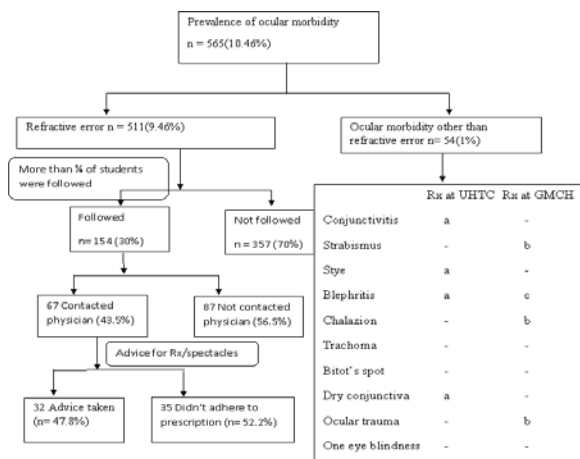 Prevalence of ocular morbidity
n = 565(10.46%)
Refractive error n = 511(9.46%)
Ocular morbidity other than
refractive error n= 54(1%)
More than ¼ of students
were followed
Followed
n= 154 (30%)
Not followed
n = 357 (70%)
67 Contacted
physician (43.5%)
87 Not contacted
physician (56.5%)
Advice for Rx/spectacles
32 Advice taken
(n= 47.8%)
35 Didn't adhere to
prescription (n= 52.2%)
Rx at UHTC Rx at GMCH
Conjunctivitis a -
Strabismus - b
Stye a -
Blephritis a c
Chalazion - b
Trachoma - -
Bitot's spot - -
Dry conjunctiva a -
Ocular trauma - b
One eye blindness - -